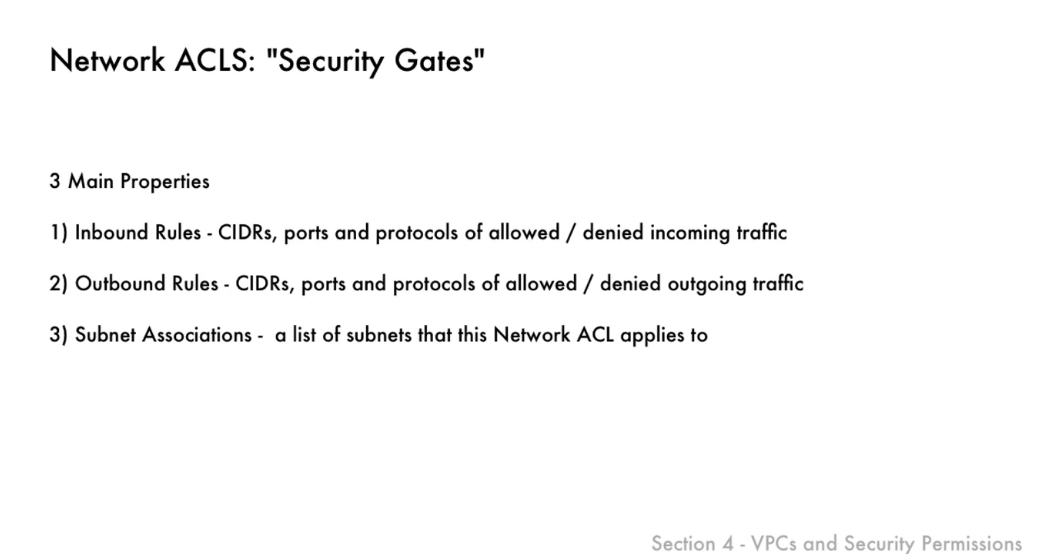 Network ACLS: "Security Gates"
3 Main Properties
1) Inbound Rules - CIDRs, ports and protocols of allowed / denied incoming traffic
2) Outbound Rules - CIDRs, ports and protocols of allowed / denied outgoing traffic
3) Subnet Associations -  a list of subnets that this Network ACL applies to
Section 4 - VPCs and Security Permissions